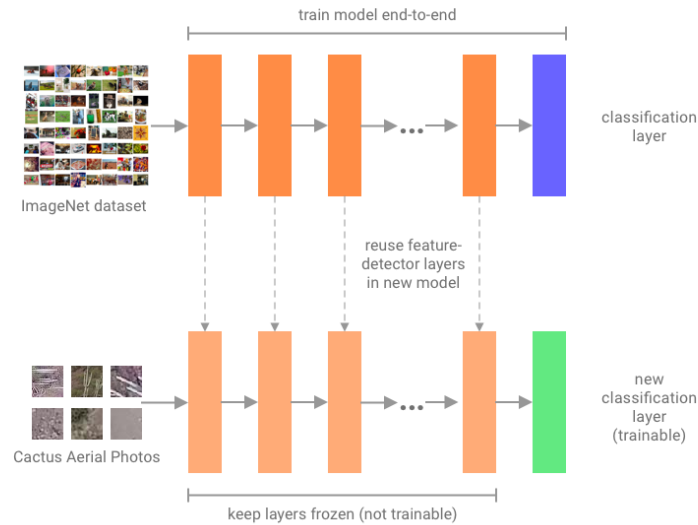 train model end-to-end
classification
layer
ImageNet dataset
reuse feature-
detector layers
in new model
new
classification
layer
(trainable)
Cactus Aerial Photos
keep layers frozen (not trainable)